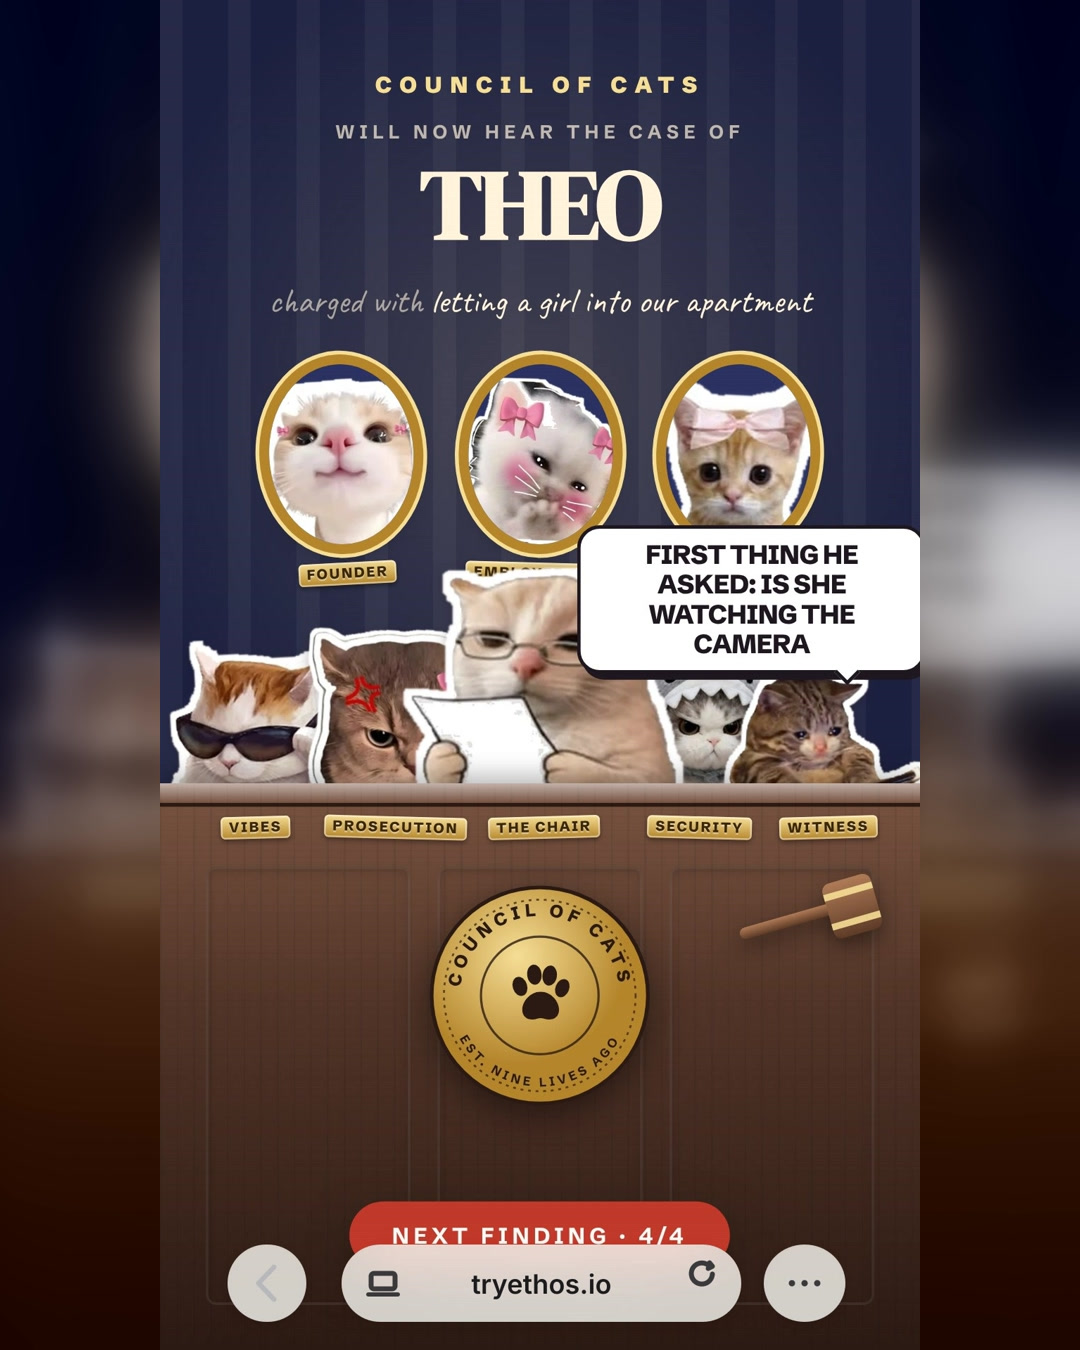 COUNCIL OF CATS
WILL NOW HEAR THE CASE OF
THEO
charged with letting a girl into our apartment
FOUNDER
FIRST THING HE
ASKED: IS SHE
WATCHING THE
CAMERA
VIBES
PROSECUTION
THE CHAIR
SECURITY
WITNESS
COUNCIL OF CATS
EST. NINE LIVES AGO
NEXT FINDING · 4/4
tryethos.io